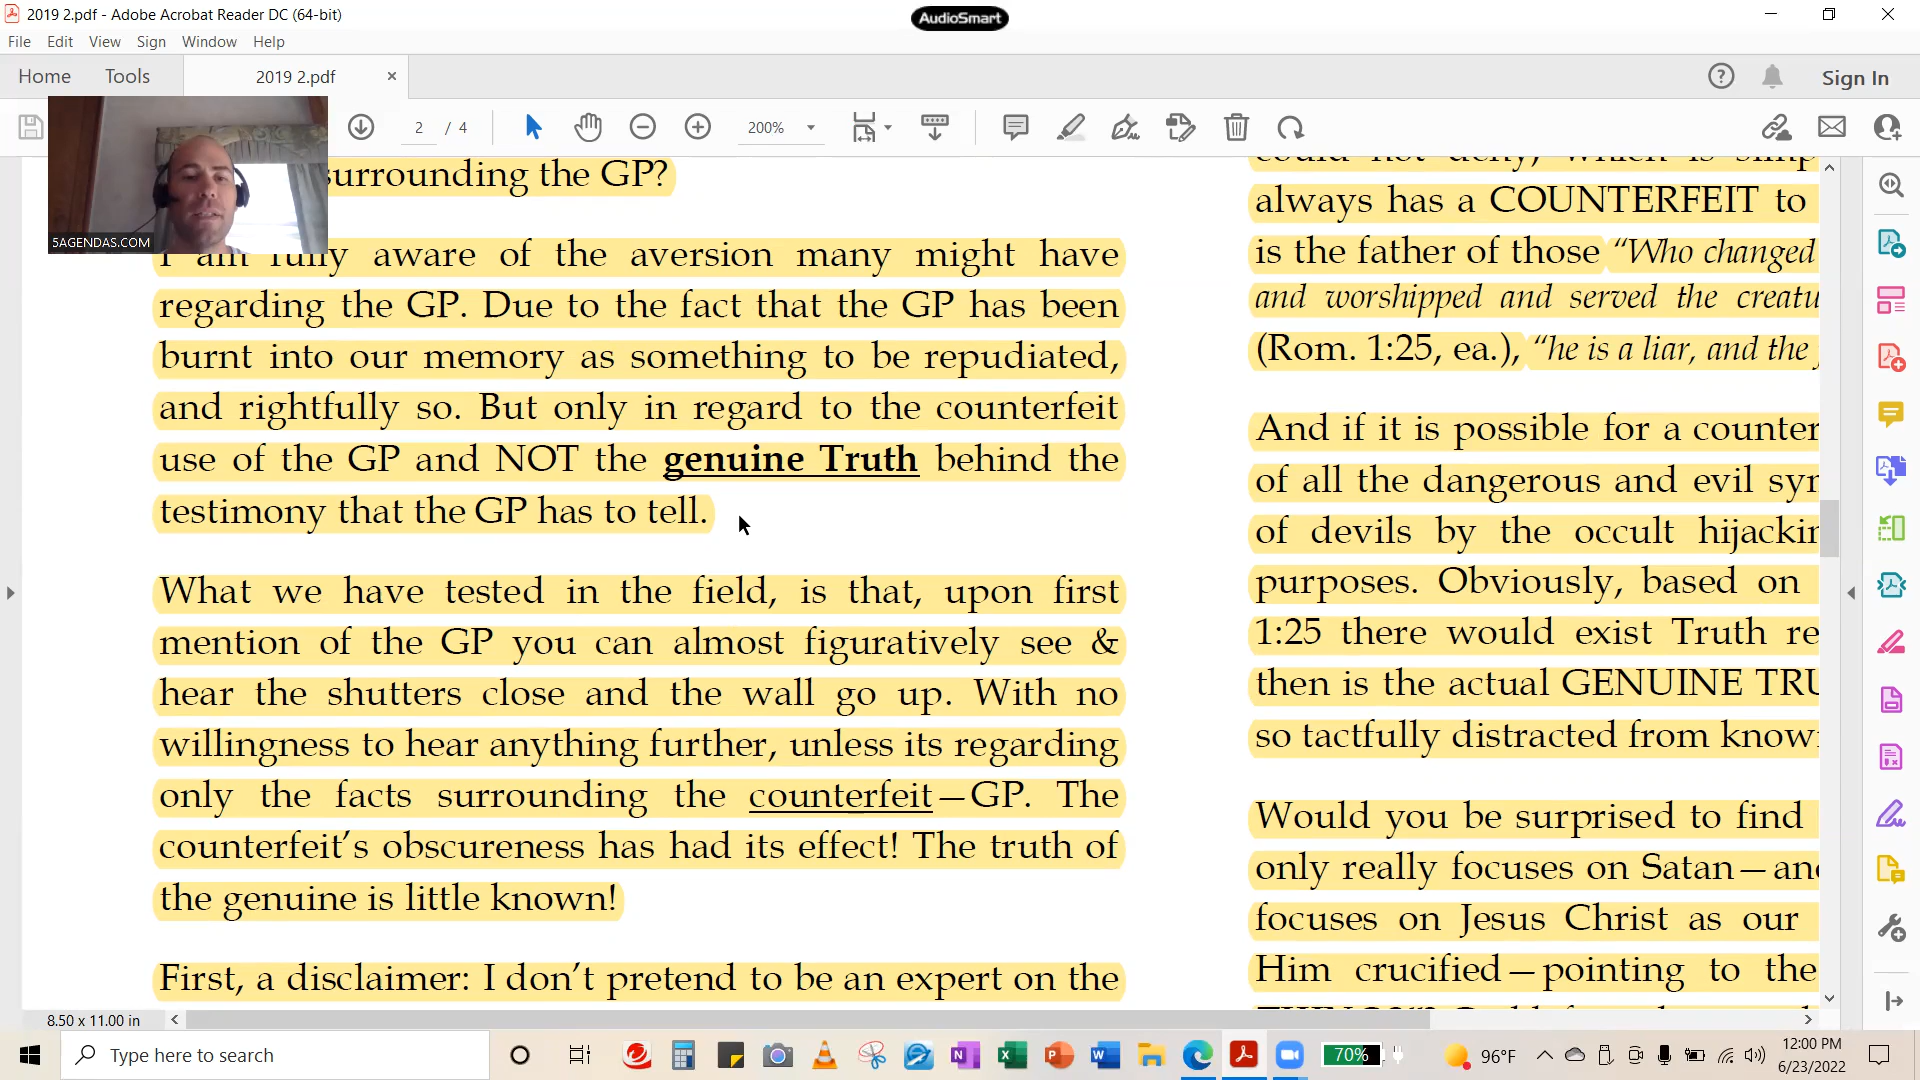 2019 2.pdf - Adobe Acrobat Reader DC (64-bit)
AudioSmart
File Edit View Sign Window Help
Home Tools 2019 2.pdf × Sign In
2 / 4 200%
5AGENDAS.COM
surrounding the GP?
I am fully aware of the aversion many might have
regarding the GP. Due to the fact that the GP has been
burnt into our memory as something to be repudiated,
and rightfully so. But only in regard to the counterfeit
use of the GP and NOT the genuine Truth behind the
testimony that the GP has to tell.
What we have tested in the field, is that, upon first
mention of the GP you can almost figuratively see &
hear the shutters close and the wall go up. With no
willingness to hear anything further, unless its regarding
only the facts surrounding the counterfeit—GP. The
counterfeit's obscureness has had its effect! The truth of
the genuine is little known!
First, a disclaimer: I don't pretend to be an expert on the
could not deny, which is
always has a COUNTERFEIT to
is the father of those "Who changed
and worshipped and served the
(Rom. 1:25, ea.), "he is a liar, and the
And if it is possible for a
of all the dangerous and evil
of devils by the occult
purposes. Obviously, based on
1:25 there would exist Truth
then is the actual GENUINE
so tactfully distracted from
Would you be surprised to find
only really focuses on Satan—
focuses on Jesus Christ as our
Him crucified—pointing to the
8.50 x 11.00 in
Type here to search 70% 96°F 12:00 PM
6/23/2022